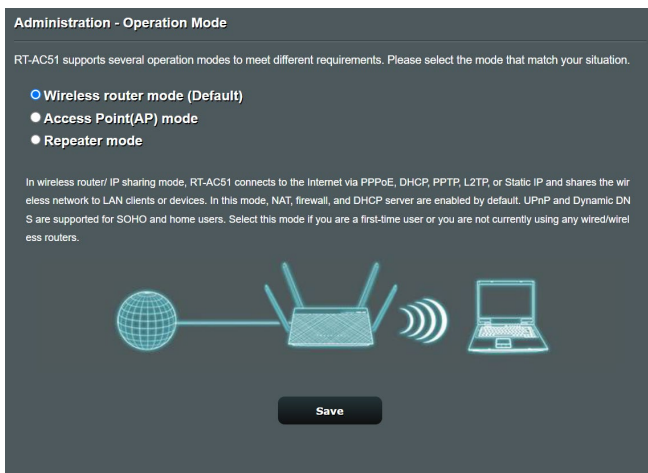 Administration - Operation Mode
RT-AC51 supports several operation modes to meet different requirements. Please select the mode that match your situation.
Wireless router mode (Default)
Access Point(AP) mode
Repeater mode
In wireless router/ IP sharing mode, RT-AC51 connects to the Internet via PPPoE, DHCP, PPTP, L2TP, or Static IP and shares the wir
eless network to LAN clients or devices. In this mode, NAT, firewall, and DHCP server are enabled by default. UPnP and Dynamic DN
S are supported for SOHO and home users. Select this mode if you are a first-time user or you are not currently using any wired/wirel
ess routers.
Save